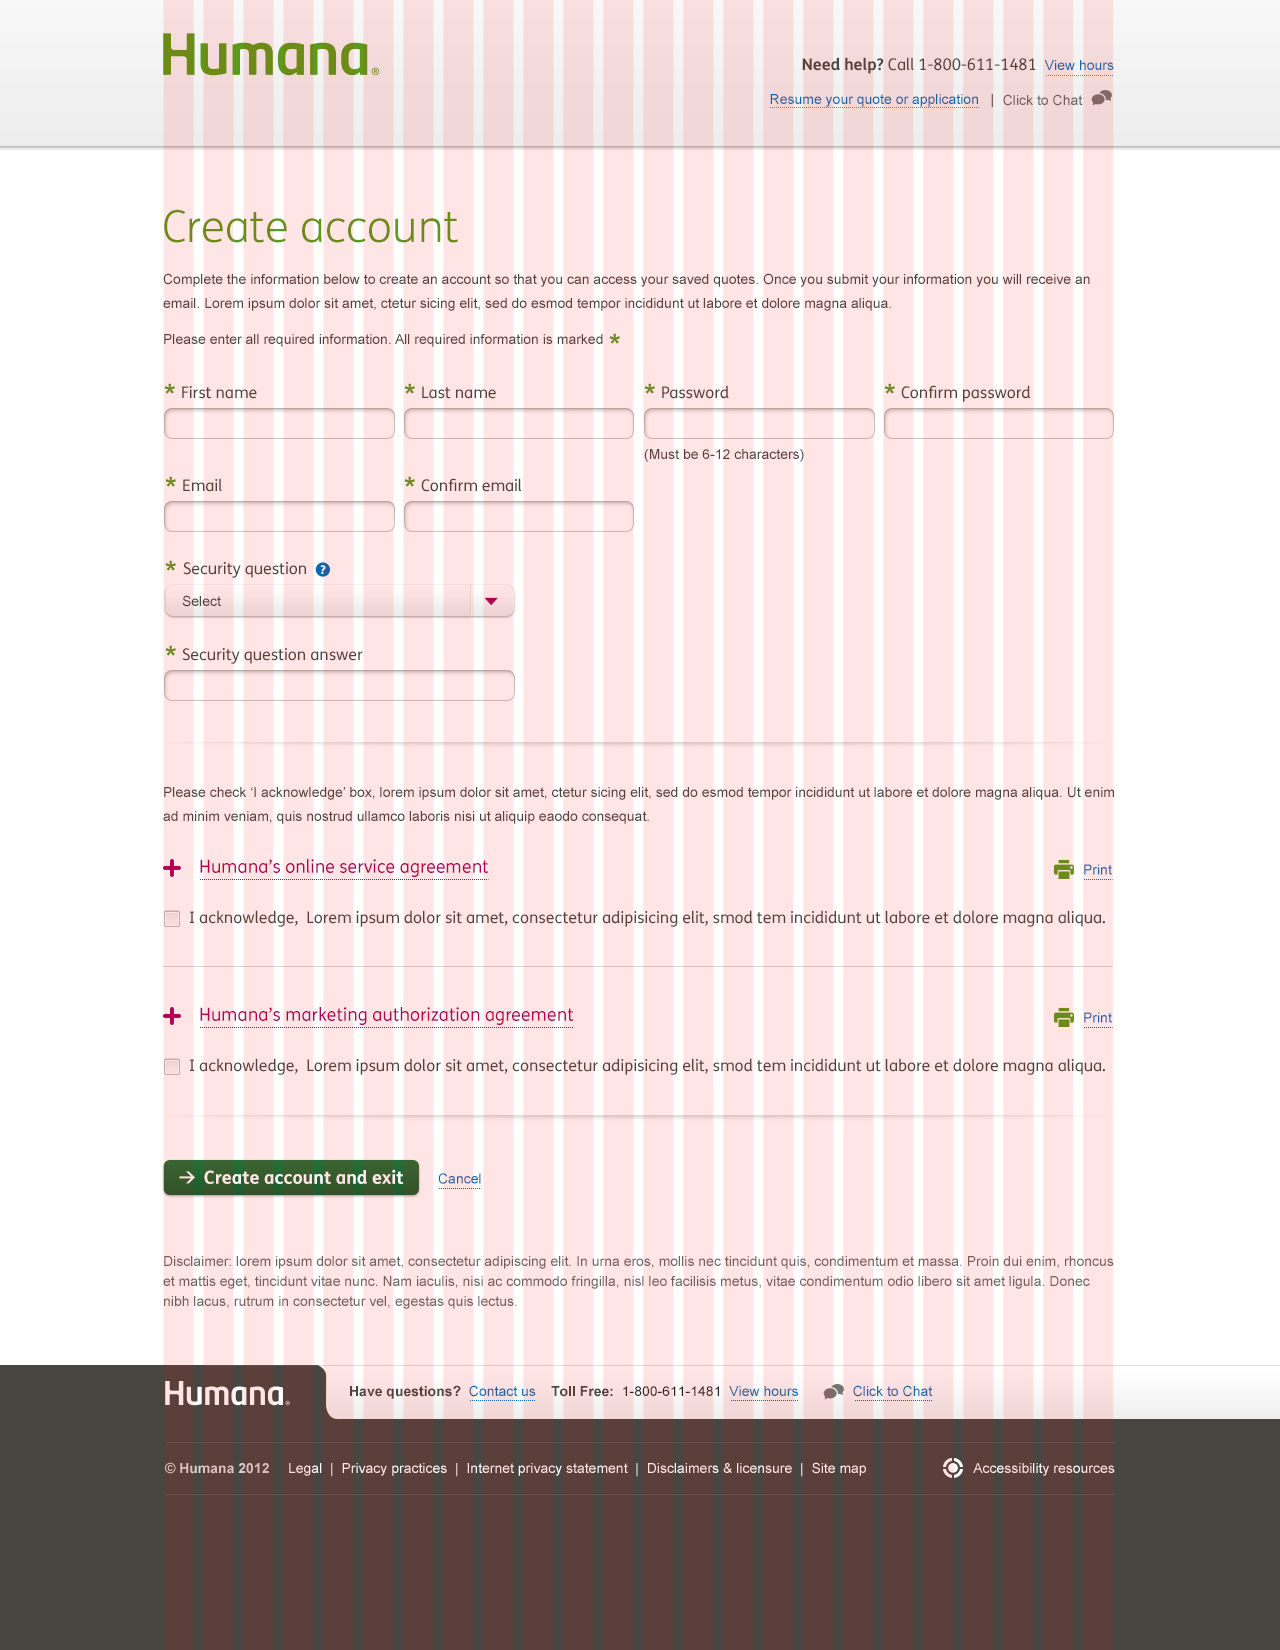 Humana®
Need help? Call 1-800-611-1481 View hours
Resume your quote or application | Click to Chat
Create account
Complete the information below to create an account so that you can access your saved quotes. Once you submit your information you will receive an
email. Lorem ipsum dolor sit amet, ctetur sicing elit, sed do esmod tempor incididunt ut labore et dolore magna aliqua.
Please enter all required information. All required information is marked *
* First name * Last name * Password * Confirm password
(Must be 6-12 characters)
* Email * Confirm email
* Security question ?
Select
* Security question answer
Please check ‘I acknowledge’ box, lorem ipsum dolor sit amet, ctetur sicing elit, sed do esmod tempor incididunt ut labore et dolore magna aliqua. Ut enim
ad minim veniam, quis nostrud ullamco laboris nisi ut aliquip eaodo consequat.
Humana’s online service agreement Print
I acknowledge, Lorem ipsum dolor sit amet, consectetur adipisicing elit, smod tem incididunt ut labore et dolore magna aliqua.
Humana’s marketing authorization agreement Print
I acknowledge, Lorem ipsum dolor sit amet, consectetur adipisicing elit, smod tem incididunt ut labore et dolore magna aliqua.
Create account and exit Cancel
Disclaimer: lorem ipsum dolor sit amet, consectetur adipiscing elit. In urna eros, mollis nec tincidunt quis, condimentum et massa. Proin dui enim, rhoncus
et mattis eget, tincidunt vitae nunc. Nam iaculis, nisi ac commodo fringilla, nisl leo facilisis metus, vitae condimentum odio libero sit amet ligula. Donec
nibh lacus, rutrum in consectetur vel, egestas quis lectus.
Humana® Have questions? Contact us Toll Free: 1-800-611-1481 View hours Click to Chat
© Humana 2012 Legal | Privacy practices | Internet privacy statement | Disclaimers & licensure | Site map Accessibility resources